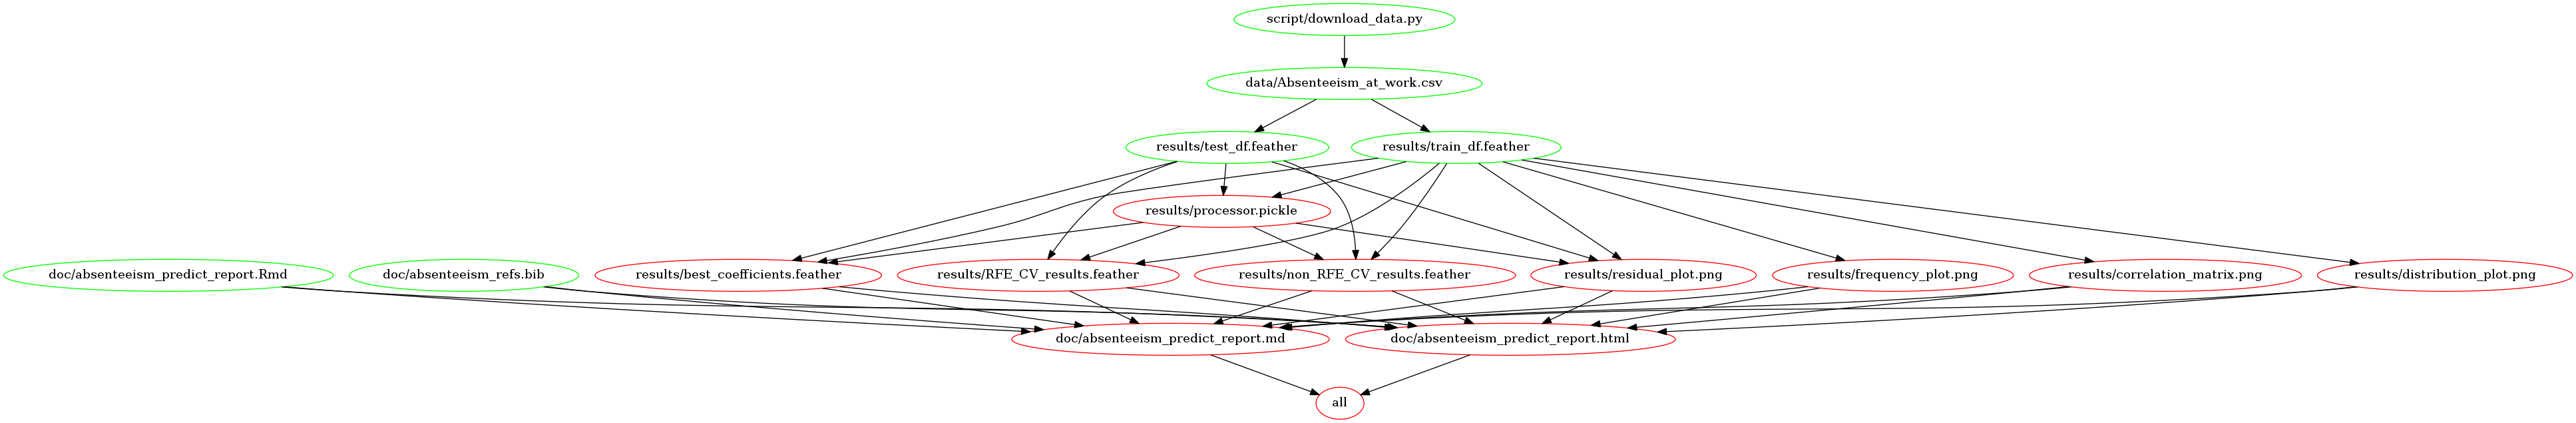 script/download_data.py
data/Absenteeism_at_work.csv
results/test_df.feather
results/train_df.feather
results/processor.pickle
doc/absenteeism_predict_report.Rmd
doc/absenteeism_refs.bib
results/best_coefficients.feather
results/RFE_CV_results.feather
results/non_RFE_CV_results.feather
results/residual_plot.png
results/frequency_plot.png
results/correlation_matrix.png
results/distribution_plot.png
doc/absenteeism_predict_report.md
doc/absenteeism_predict_report.html
all